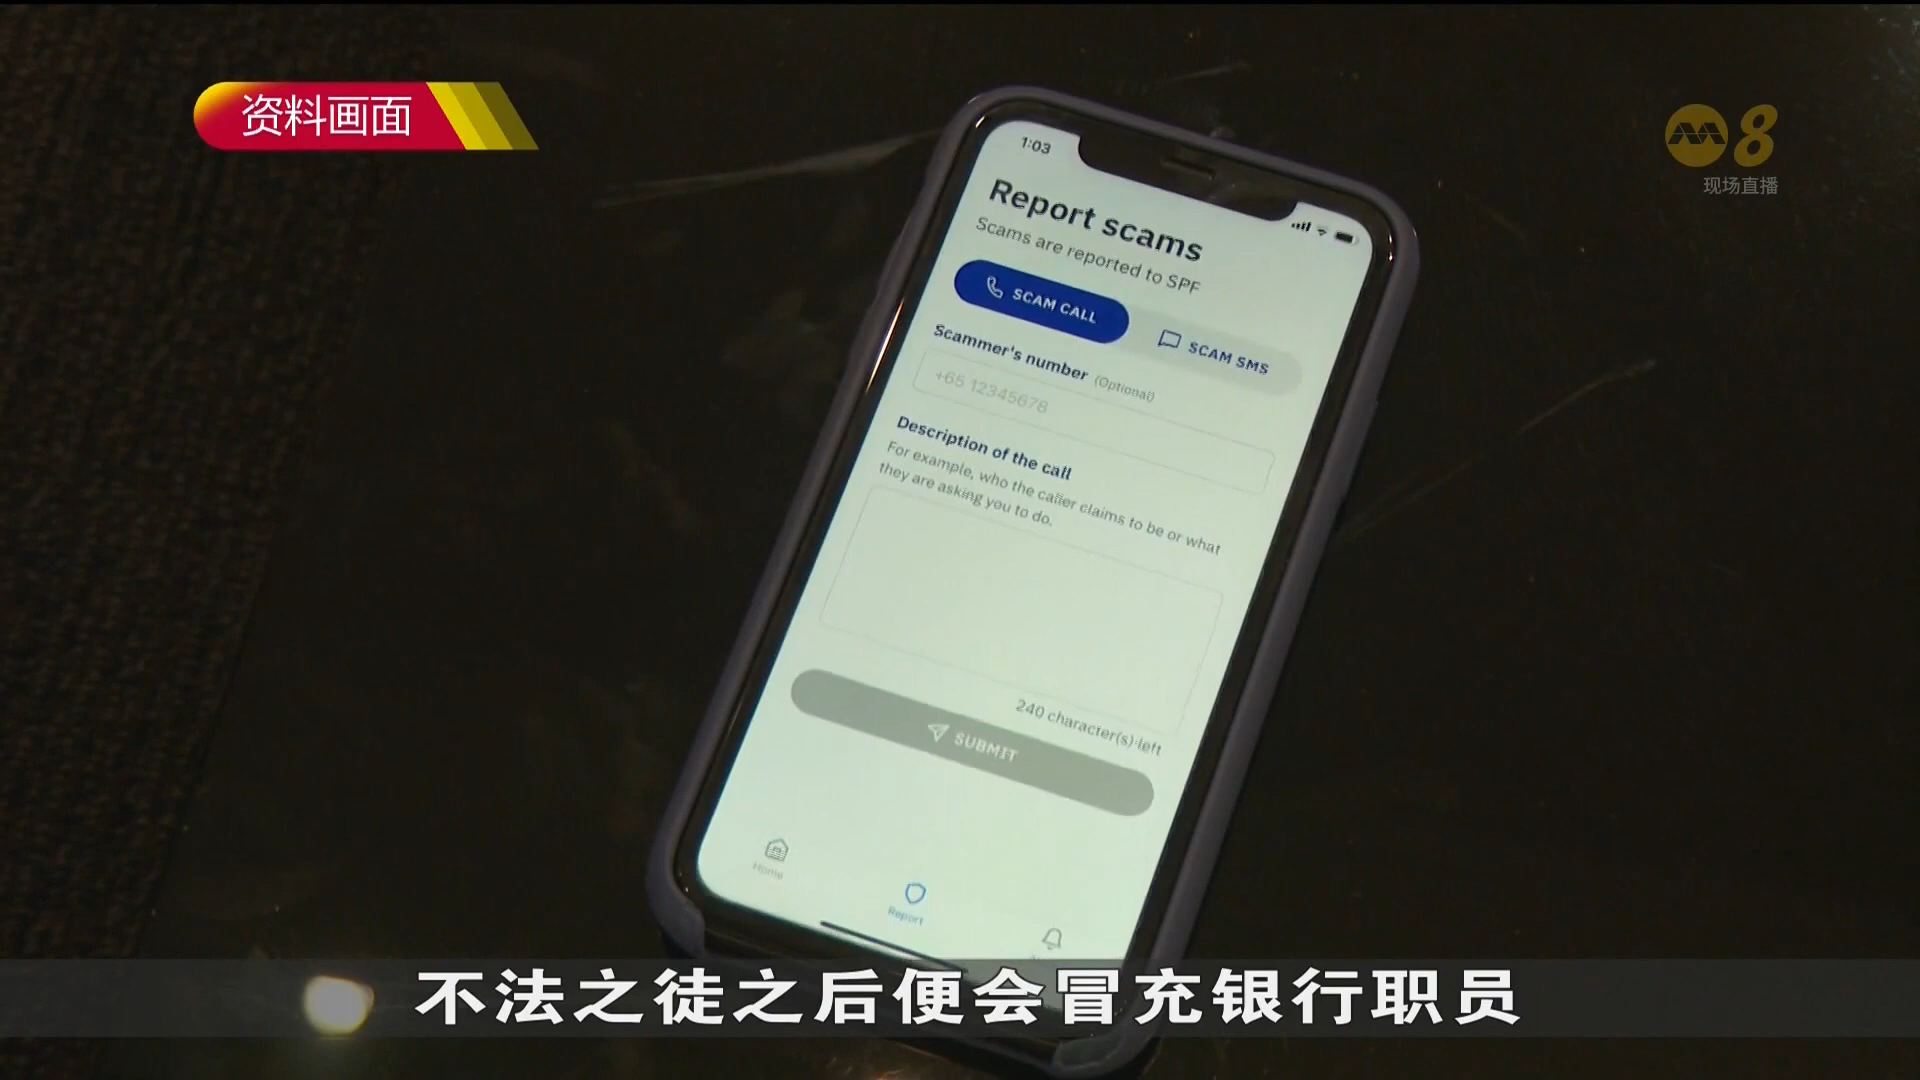 资料画面
8
现场直播
1:03
Report scams
Scams are reported to SPF
SCAM CALL
SCAM SMS
Scammer's number (Optional)
+65 12345678
Description of the call
For example, who the caller claims to be or what
they are asking you to do.
240 character(s) left
SUBMIT
Home
Report
不法之徒之后便会冒充银行职员